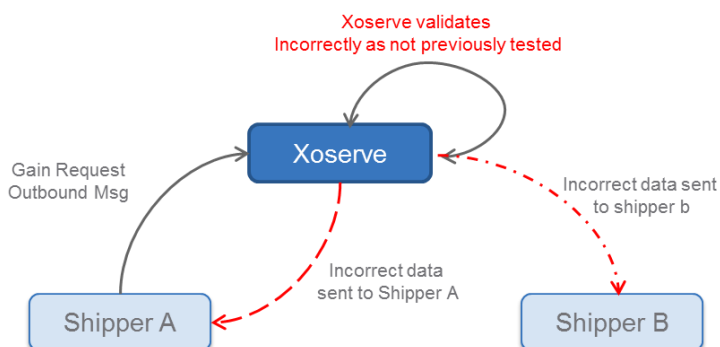 Xoserve validates
Incorrectly as not previously tested
Xoserve
Gain Request
Outbound Msg
Incorrect data sent
to shipper b
Incorrect data
sent to Shipper A
Shipper A
Shipper B